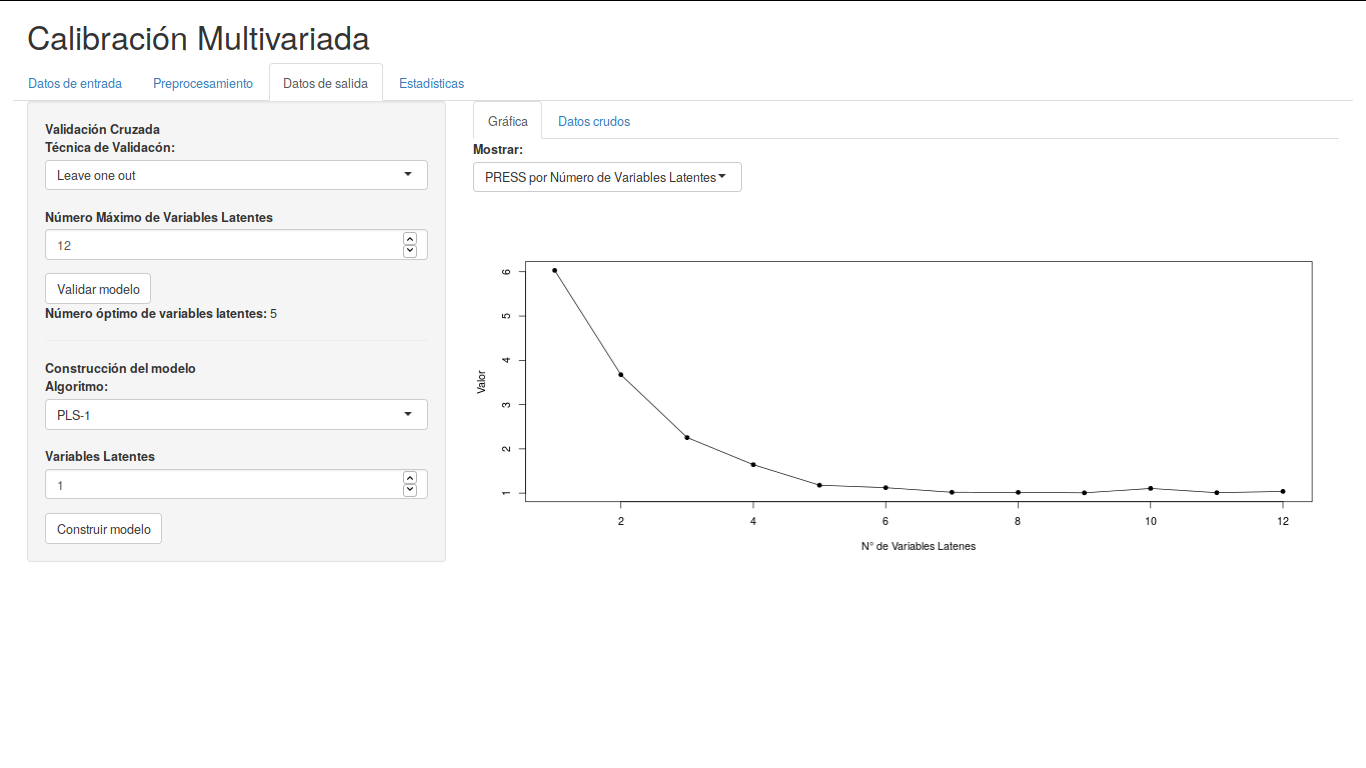 Calibración Multivariada
Datos de entrada Preprocesamiento Datos de salida Estadísticas
Validación Cruzada
Técnica de Validacón:
Leave one out
Número Máximo de Variables Latentes
12
Validar modelo
Número óptimo de variables latentes: 5
Construcción del modelo
Algoritmo:
PLS-1
Variables Latentes
1
Construir modelo
Gráfica Datos crudos
Mostrar:
PRESS por Número de Variables Latentes
6
5
4
3
2
1
Valor
2 4 6 8 10 12
N° de Variables Latenes